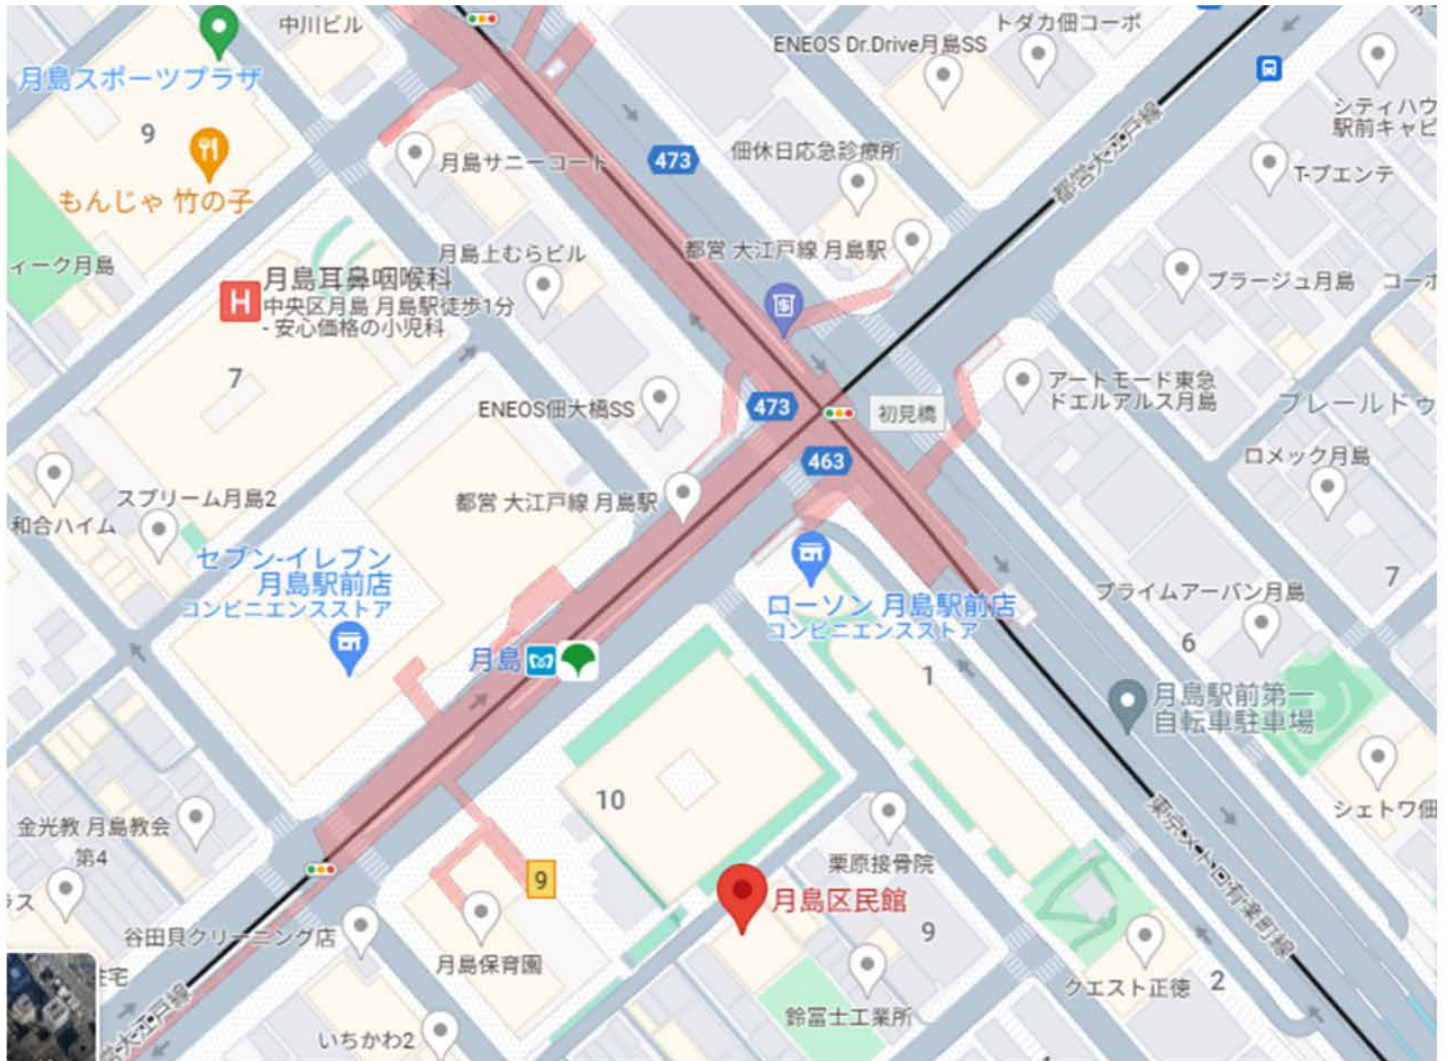 中川ビル
トダカ佃コーポ
ENEOS Dr.Drive月島SS
月島スポーツプラザ
シティハウ
駅前キャビ
9
473
佃休日応急診療所
都営大江戸線
月島サニーコート
T-プエンテ
もんじゃ 竹の子
月島上むらビル
都営 大江戸線 月島駅
ィーク月島
月島耳鼻咽喉科
中央区月島 月島駅徒歩1分
- 安心価格の小児科
H
プラージュ月島
コーポ
7
アートモード東急
ドエルアルス月島
ENEOS佃大橋SS
473
初見橋
ブレールドゥ
463
ロメック月島
スプリーム月島2
都営 大江戸線 月島駅
和合ハイム
セブン-イレブン
月島駅前店
コンビニエンスストア
7
ローソン 月島駅前店
コンビニエンスストア
プライムアーバン月島
6
月島
1
月島駅前第一
自転車駐車場
10
シェトワ佃
金光教 月島教会
第4
東京メトロ有楽町線
栗原接骨院
9
ラス
月島区民館
谷田貝クリーニング店
9
月島保育園
住宅
クエスト正徳
2
都営大江戸線
鈴冨士工業所
いちかわ2